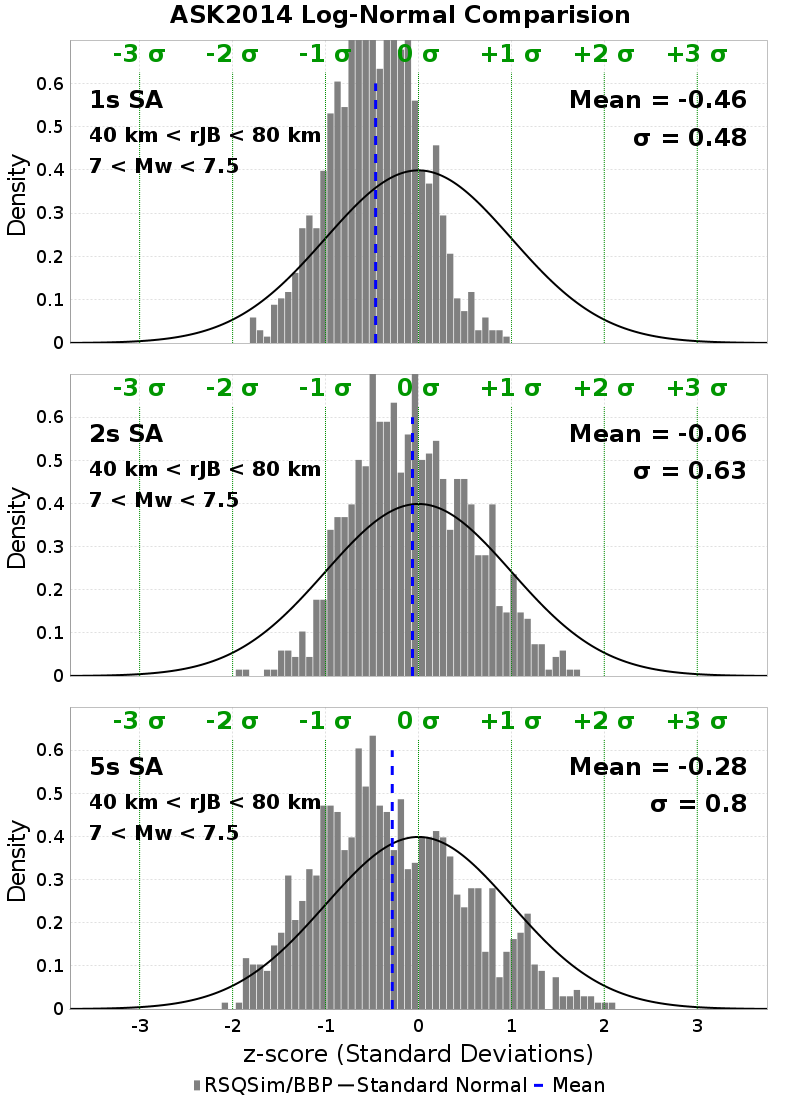 ASK2014 Log-Normal Comparision
-3 σ -2 σ -1 σ 0 σ +1 σ +2 σ +3 σ
1s SA
40 km < rJB < 80 km
7 < Mw < 7.5
Mean = -0.46
σ = 0.48
Density
0.6
0.5
0.4
0.3
0.2
0.1
0
-3 σ -2 σ -1 σ 0 σ +1 σ +2 σ +3 σ
2s SA
40 km < rJB < 80 km
7 < Mw < 7.5
Mean = -0.06
σ = 0.63
Density
0.6
0.5
0.4
0.3
0.2
0.1
0
-3 σ -2 σ -1 σ 0 σ +1 σ +2 σ +3 σ
5s SA
40 km < rJB < 80 km
7 < Mw < 7.5
Mean = -0.28
σ = 0.8
Density
0.6
0.5
0.4
0.3
0.2
0.1
0
-3 -2 -1 0 1 2 3
z-score (Standard Deviations)
RSQSim/BBP Standard Normal Mean